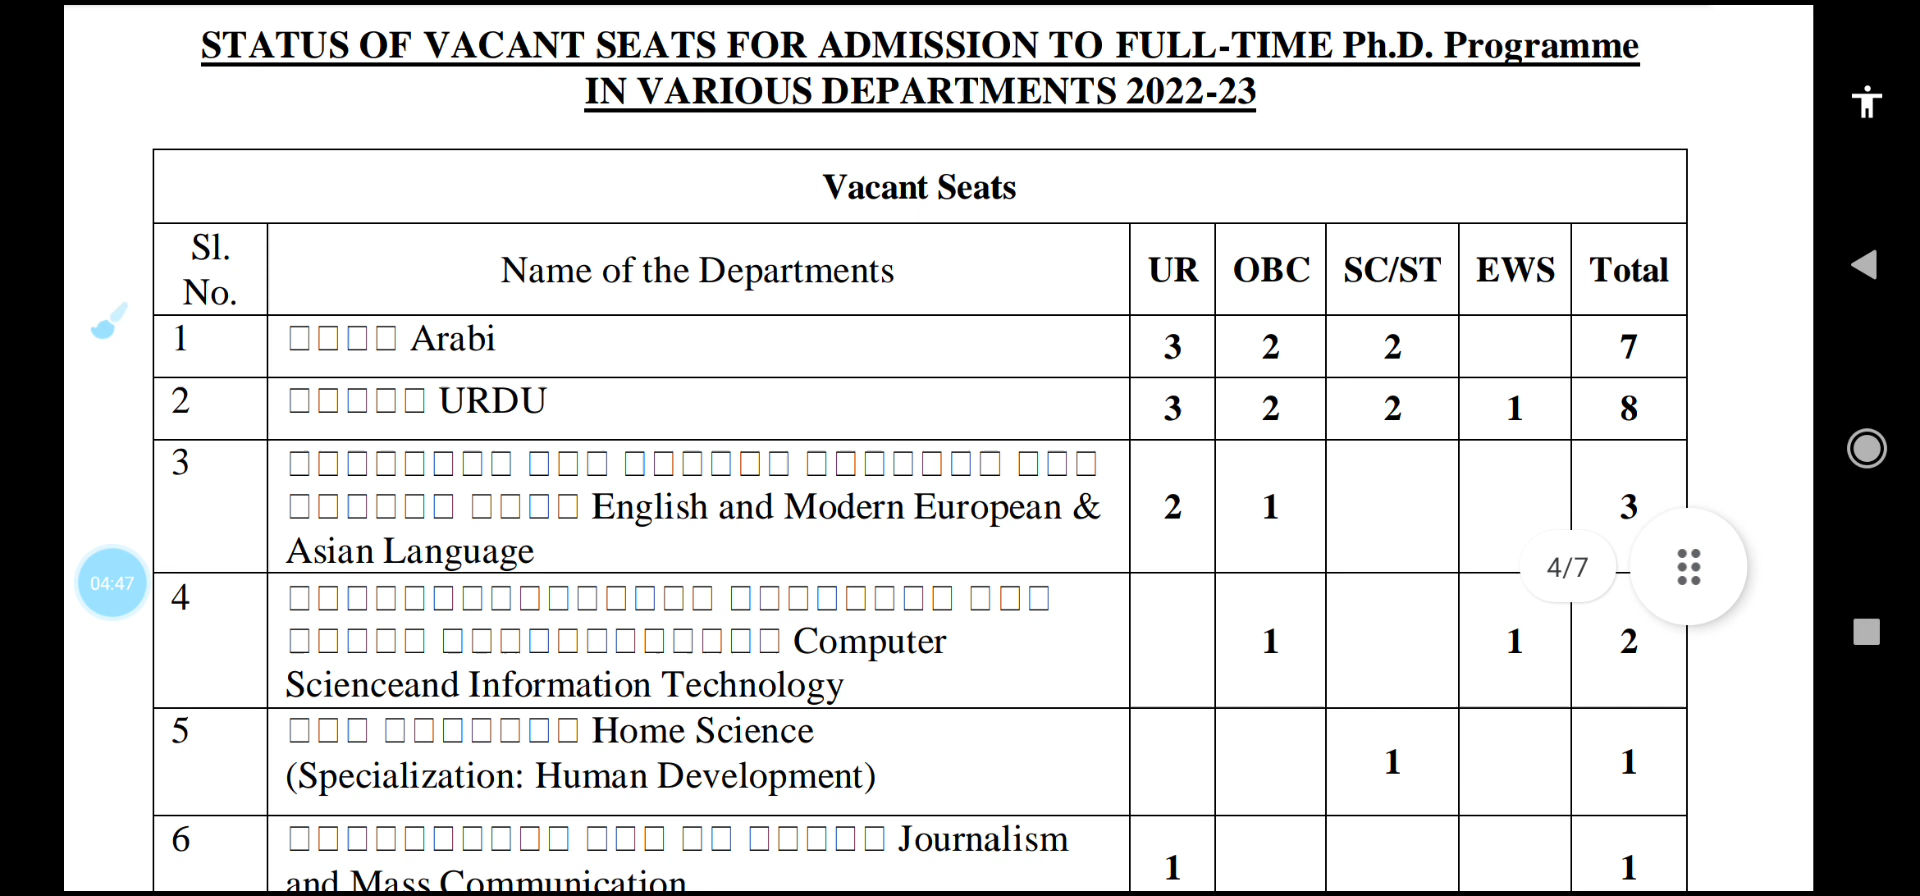 STATUS OF VACANT SEATS FOR ADMISSION TO FULL-TIME Ph.D. Programme
IN VARIOUS DEPARTMENTS 2022-23
Vacant Seats
Sl. No. Name of the Departments UR OBC SC/ST EWS Total
1 Arabi 3 2 2 7
2 URDU 3 2 2 1 8
3
English and Modern European &
Asian Language 2 1 3
4/7
4
Computer
Scienceand Information Technology 1 1 2
5 Home Science
(Specialization: Human Development) 1 1
6 Journalism
and Mass Communication 1 1
04:47